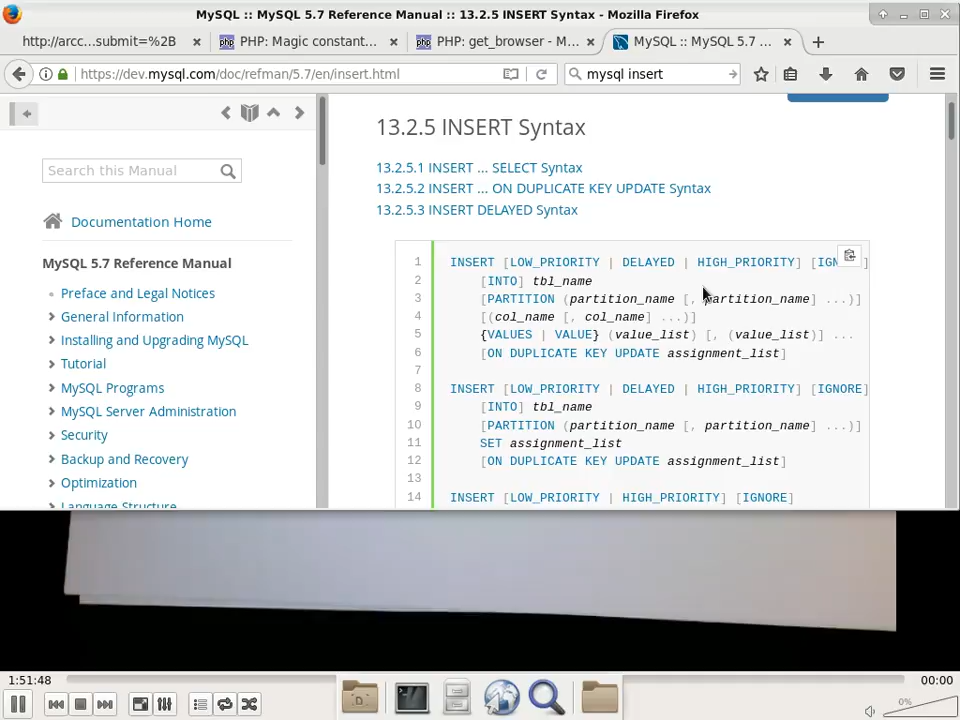 MySQL :: MySQL 5.7 Reference Manual :: 13.2.5 INSERT Syntax - Mozilla Firefox
http://arcc...submit=%2B
php PHP: Magic constant...
php PHP: get_browser - M...
MySQL :: MySQL 5.7 ...
https://dev.mysql.com/doc/refman/5.7/en/insert.html
mysql insert
Search this Manual
Documentation Home
MySQL 5.7 Reference Manual
Preface and Legal Notices
General Information
Installing and Upgrading MySQL
Tutorial
MySQL Programs
MySQL Server Administration
Security
Backup and Recovery
Optimization
Language Structure
13.2.5 INSERT Syntax
13.2.5.1 INSERT ... SELECT Syntax
13.2.5.2 INSERT ... ON DUPLICATE KEY UPDATE Syntax
13.2.5.3 INSERT DELAYED Syntax
1 INSERT [LOW_PRIORITY | DELAYED | HIGH_PRIORITY] [IGN ]
2 [INTO] tbl_name
3 [PARTITION (partition_name [, partition_name] ...)]
4 [(col_name [, col_name] ...)]
5 {VALUES | VALUE} (value_list) [, (value_list)] ...
6 [ON DUPLICATE KEY UPDATE assignment_list]
7
8 INSERT [LOW_PRIORITY | DELAYED | HIGH_PRIORITY] [IGNORE]
9 [INTO] tbl_name
10 [PARTITION (partition_name [, partition_name] ...)]
11 SET assignment_list
12 [ON DUPLICATE KEY UPDATE assignment_list]
13
14 INSERT [LOW_PRIORITY | HIGH_PRIORITY] [IGNORE]
1:51:48
00:00
0%